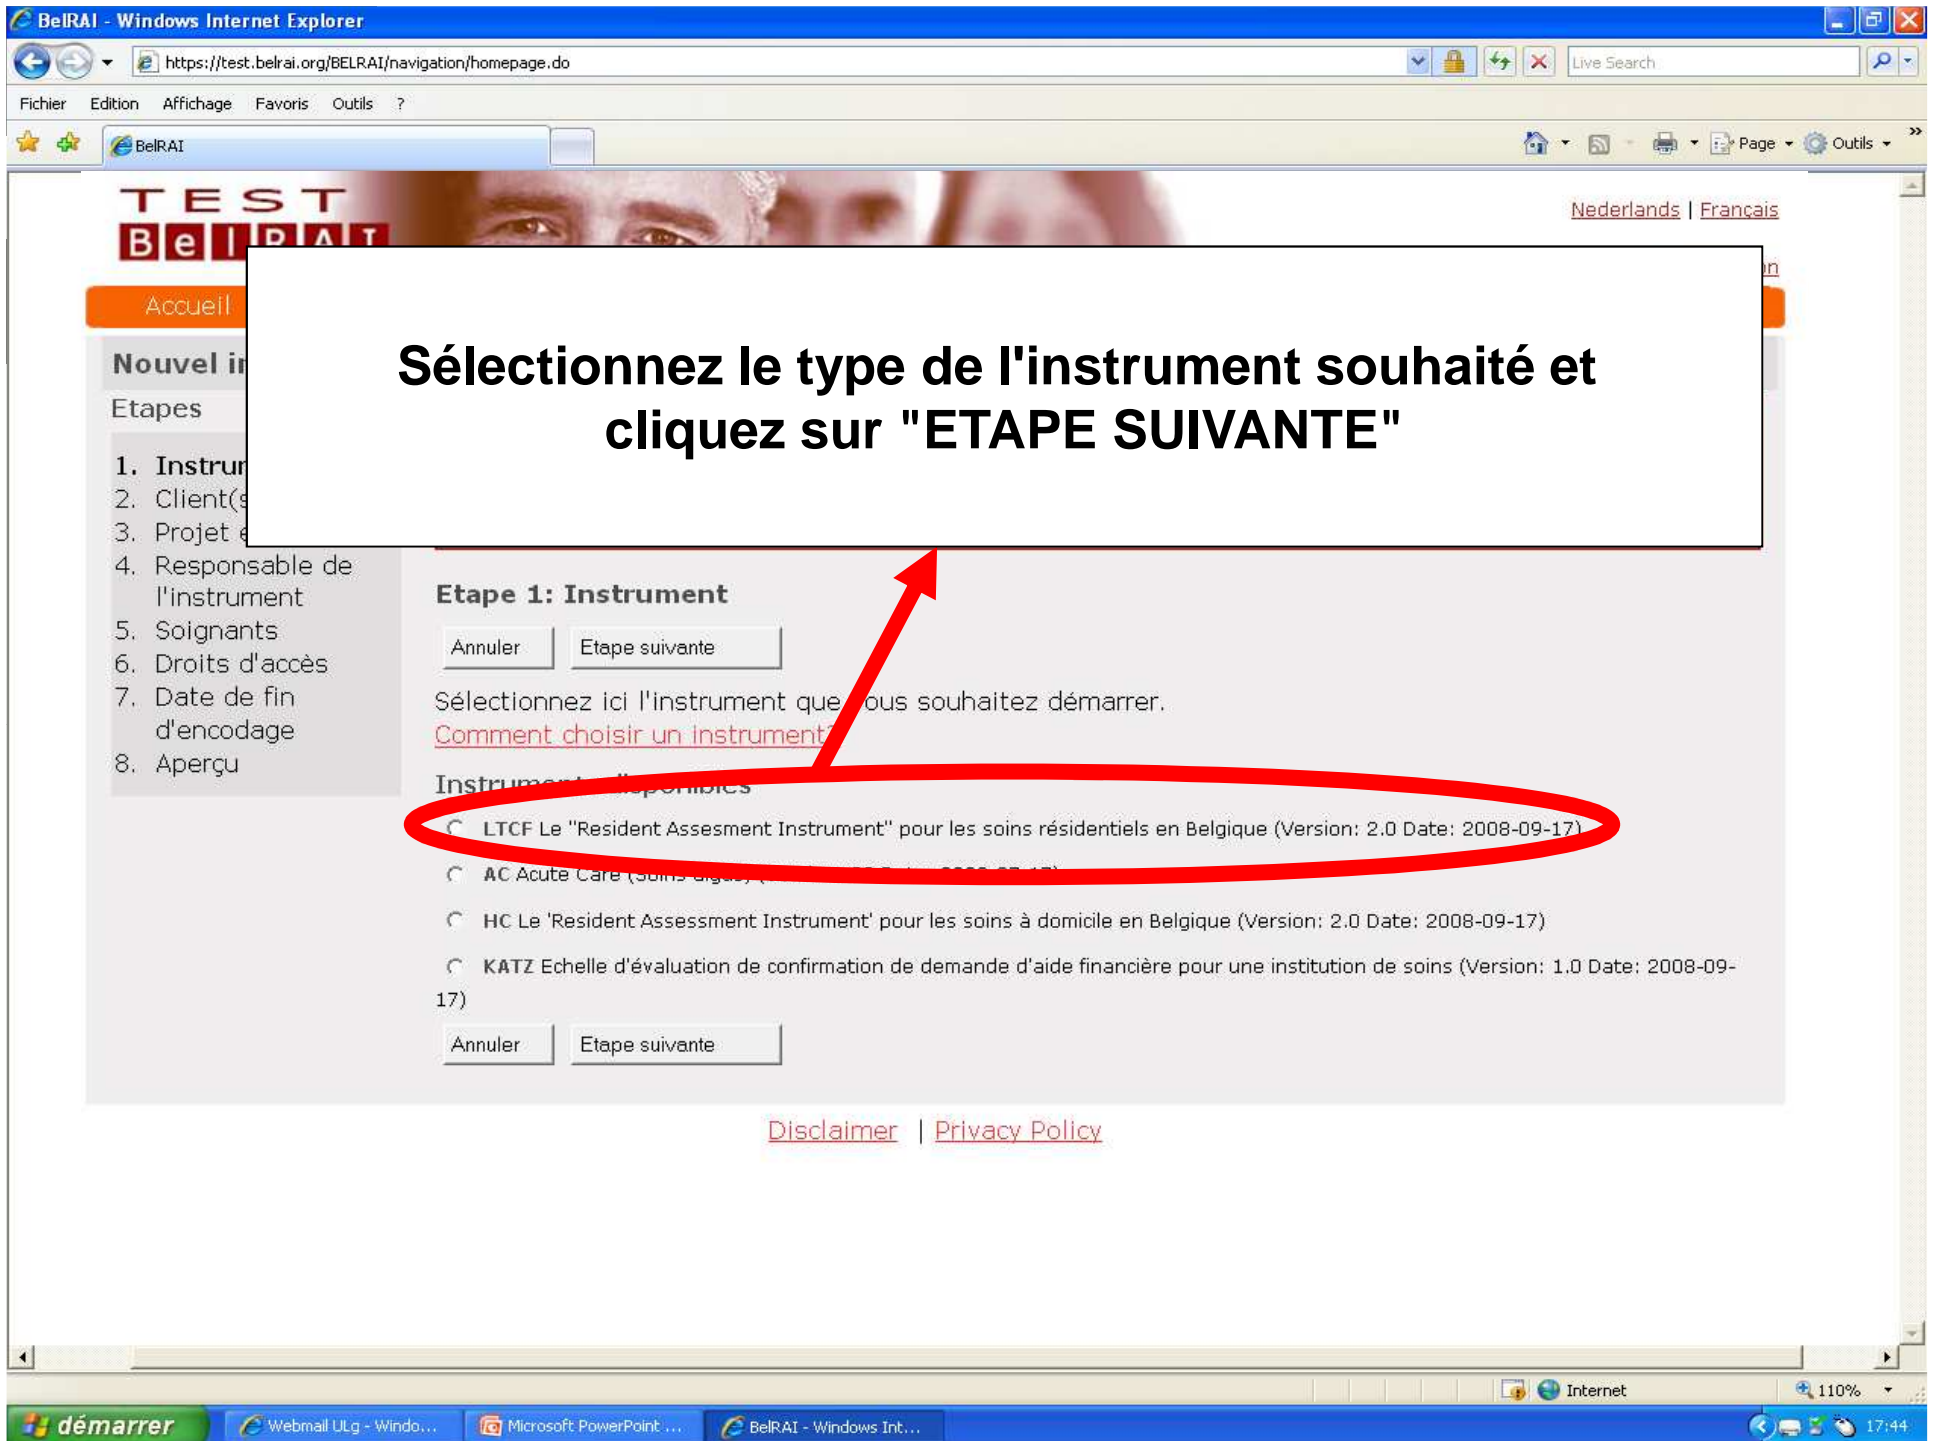 BelRAI - Windows Internet Explorer
https://test.belrai.org/BELRAI/navigation/homepage.do
Live Search
Fichier Edition Affichage Favoris Outils ?
BelRAI
Page Outils
TEST
BelRAI
Nederlands | Français
Accueil
Sélectionnez le type de l'instrument souhaité et
cliquez sur "ETAPE SUIVANTE"
Nouvel
Etapes
1.
2.
3. Projet
4. Responsable de
l'instrument
5. Soignants
6. Droits d'accès
7. Date de fin
d'encodage
8. Aperçu
Etape 1: Instrument
Annuler Etape suivante
Sélectionnez ici l'instrument que vous souhaitez démarrer.
Comment choisir un instrument?
Instruments disponibles
LTCF Le "Resident Assesment Instrument" pour les soins résidentiels en Belgique (Version: 2.0 Date: 2008-09-17)
AC Acute Care (Soins aigus)
HC Le 'Resident Assessment Instrument' pour les soins à domicile en Belgique (Version: 2.0 Date: 2008-09-17)
KATZ Echelle d'évaluation de confirmation de demande d'aide financière pour une institution de soins (Version: 1.0 Date: 2008-09-
17)
Annuler Etape suivante
Disclaimer | Privacy Policy
Internet 110%
démarrer Webmail ULg - Windo... Microsoft PowerPoint ... BelRAI - Windows Int... 17:44